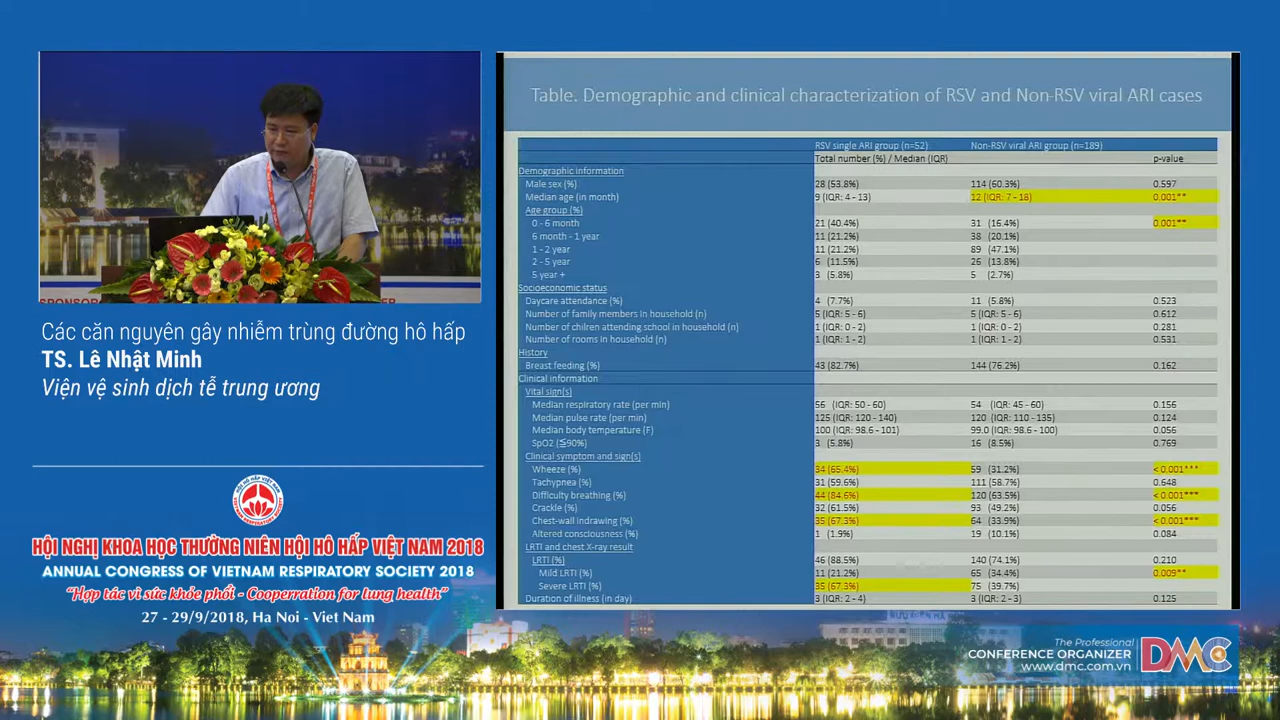 SPONSOR
Các căn nguyên gây nhiễm trùng đường hô hấp
TS. Lê Nhật Minh
Viện vệ sinh dịch tễ trung ương
HỘI NGHỊ KHOA HỌC THƯỜNG NIÊN HỘI HÔ HẤP VIỆT NAM 2018
ANNUAL CONGRESS OF VIETNAM RESPIRATORY SOCIETY 2018
"Hợp tác vì sức khỏe phổi - Cooperation for lung health"
27 - 29/9/2018, Ha Noi - Viet Nam
Table. Demographic and clinical characterization of RSV and Non-RSV viral ARI cases
RSV single ARI group (n=52) Non-RSV viral ARI group (n=189)
Total number (%) / Median (IQR) p-value
Demographic information
Male sex (%) 28 (53.8%) 114 (60.3%) 0.597
Median age (in month) 9 (IQR: 4 - 13) 12 (IQR: 7 - 18) 0.001**
Age group (%)
0 - 6 month 21 (40.4%) 31 (16.4%) 0.001**
6 month - 1 year 11 (21.2%) 38 (20.1%)
1 - 2 year 11 (21.2%) 89 (47.1%)
2 - 5 year 6 (11.5%) 26 (13.8%)
5 year + 3 (5.8%) 5 (2.7%)
Socioeconomic status
Daycare attendance (%) 4 (7.7%) 11 (5.8%) 0.523
Number of family members in household (n) 5 (IQR: 5 - 6) 5 (IQR: 5 - 6) 0.612
Number of chilren attending school in household (n) 1 (IQR: 0 - 2) 1 (IQR: 0 - 2) 0.281
Number of rooms in household (n) 1 (IQR: 1 - 2) 1 (IQR: 1 - 2) 0.531
History
Breast feeding (%) 43 (82.7%) 144 (76.2%) 0.162
Clinical information
Vital sign(s)
Median respiratory rate (per min) 56 (IQR: 50 - 60) 54 (IQR: 45 - 60) 0.156
Median pulse rate (per min) 125 (IQR: 120 - 140) 120 (IQR: 110 - 135) 0.124
Median body temperature (F) 100 (IQR: 98.6 - 101) 99.0 (IQR: 98.6 - 100) 0.056
SpO2 (≦90%) 3 (5.8%) 16 (8.5%) 0.769
Clinical symptom and sign(s)
Wheeze (%) 34 (65.4%) 59 (31.2%) < 0.001***
Tachypnea (%) 31 (59.6%) 111 (58.7%) 0.648
Difficulty breathing (%) 44 (84.6%) 120 (63.5%) < 0.001***
Crackle (%) 32 (61.5%) 93 (49.2%) 0.056
Chest-wall indrawing (%) 35 (67.3%) 64 (33.9%) < 0.001***
Altered consciousness (%) 1 (1.9%) 19 (10.1%) 0.084
LRTI and chest X-ray result
LRTI (%) 46 (88.5%) 140 (74.1%) 0.210
Mild LRTI (%) 11 (21.2%) 65 (34.4%) 0.009**
Severe LRTI (%) 35 (67.3%) 75 (39.7%)
Duration of illness (in day) 3 (IQR: 2 - 4) 3 (IQR: 2 - 3) 0.125
The Professional
CONFERENCE ORGANIZER
www.dmc.com.vn
DMC